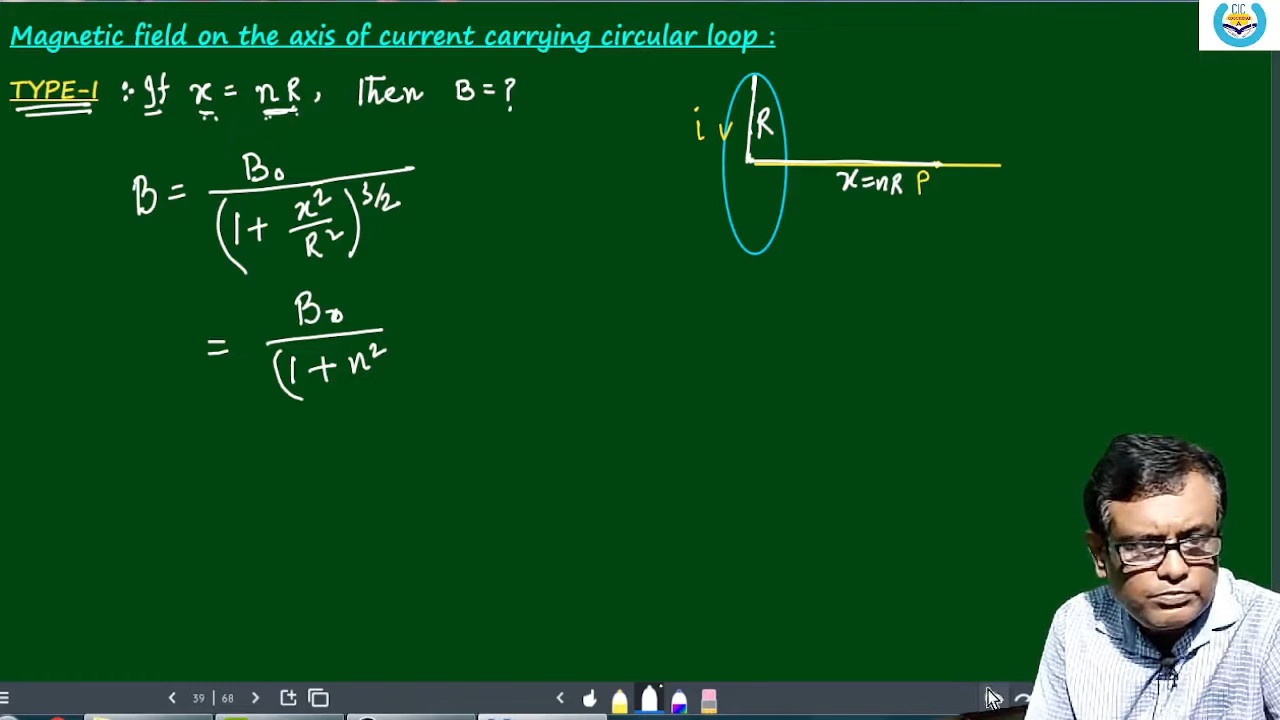 Magnetic field on the axis of current carrying circular loop :
TYPE-I :- If x = nR, Then B = ?
B = B₀ / (1 + x²/R²)^3/2
= B₀ / (1 + n²
i
R
x=nR P
CIC
39 | 68